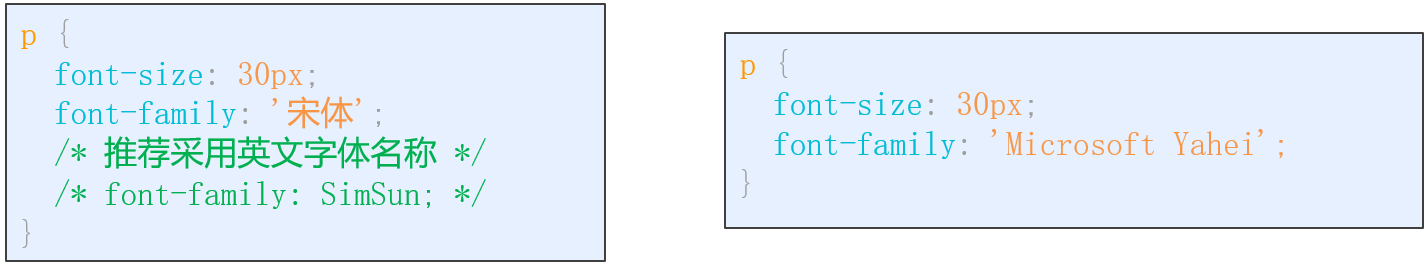 p {
font-size: 30px;
font-family: '宋体';
/* 推荐采用英文字体名称 */
/* font-family: SimSun; */
}
p {
font-size: 30px;
font-family: 'Microsoft Yahei';
}